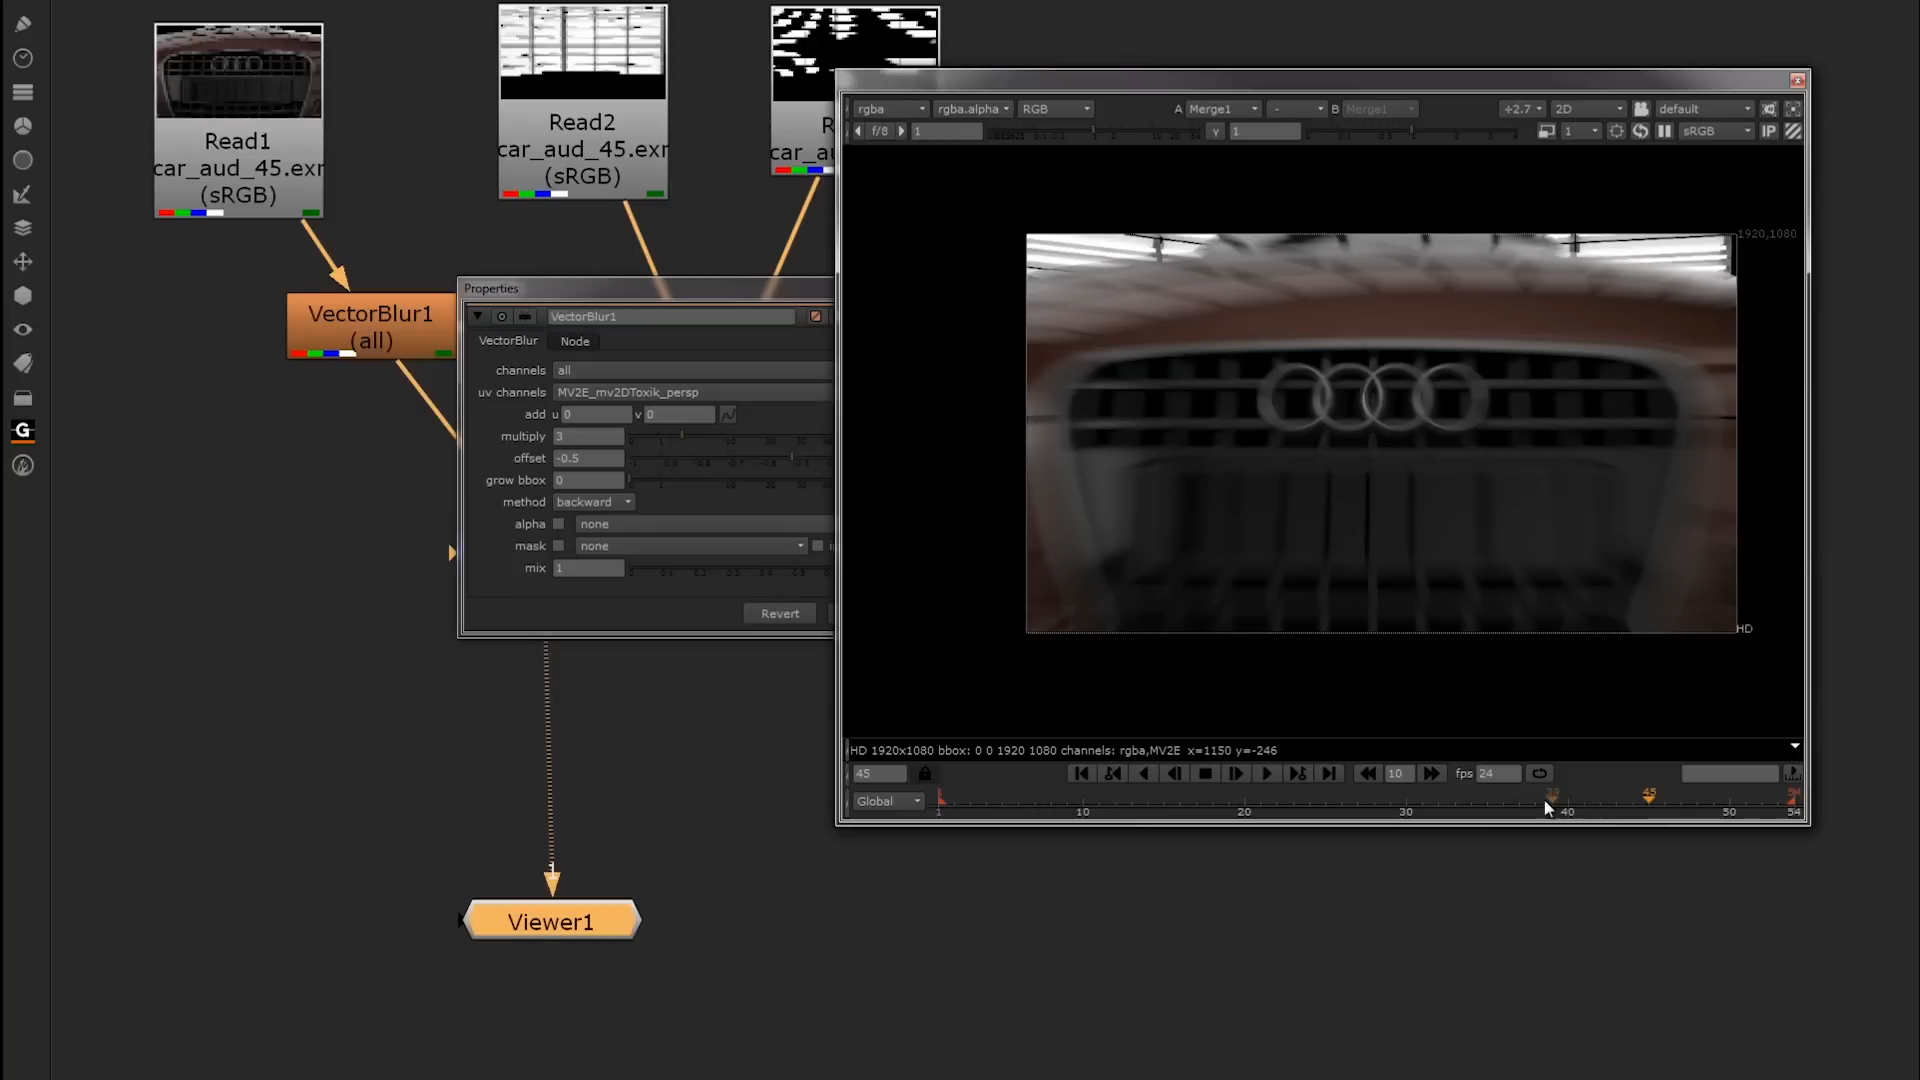 Read1
car_aud_45.exr
(sRGB)
Read2
car_aud_45.exr
(sRGB)
car_au
VectorBlur1
(all)
Properties
VectorBlur1
VectorBlur
Node
channels all
uv channels MV2E_mv2DToxik_persp
add u 0 v 0
multiply 3
offset -0.5
grow bbox 0
method backward
alpha none
mask none
mix 1
Revert
rgba rgba.alpha RGB A Merge1 - B Merge1 ÷2.7 2D default
f/8 1 γ 1 1 sRGB IP
1920,1080
HD
HD 1920x1080 bbox: 0 0 1920 1080 channels: rgba,MV2E x=1150 y=-246
45 10 fps 24
Global
39 45 54
1 10 20 30 40 50 54
1
Viewer1
G